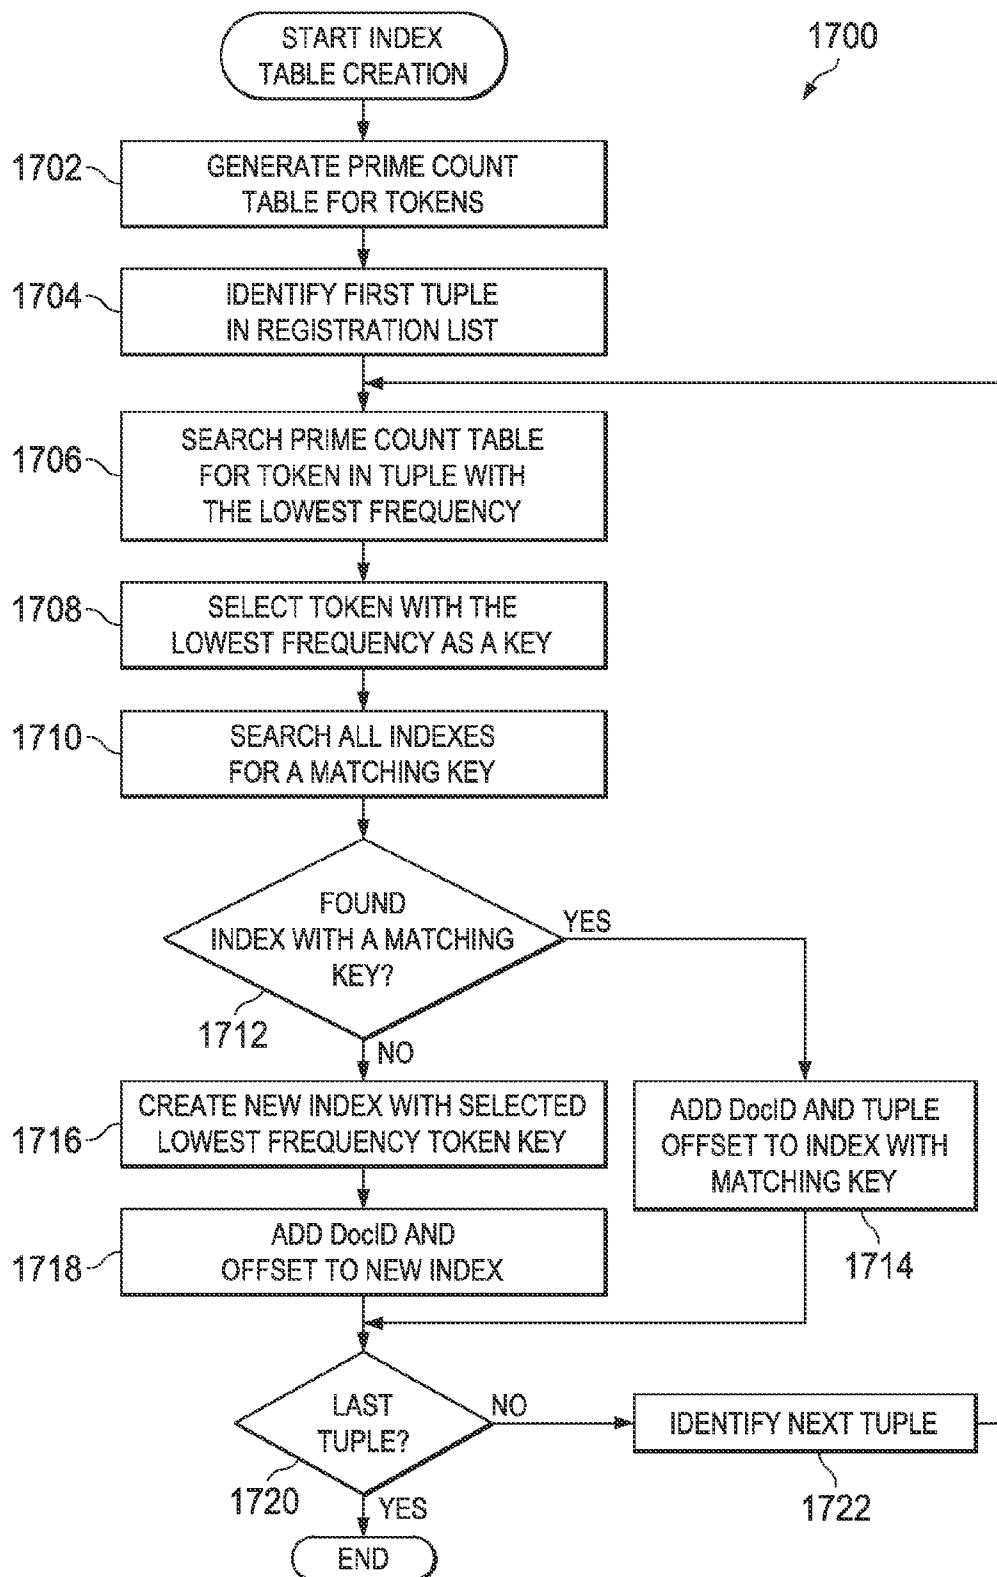 START INDEX
TABLE CREATION
1700
1702
GENERATE PRIME COUNT
TABLE FOR TOKENS
1704
IDENTIFY FIRST TUPLE
IN REGISTRATION LIST
1706
SEARCH PRIME COUNT TABLE
FOR TOKEN IN TUPLE WITH
THE LOWEST FREQUENCY
1708
SELECT TOKEN WITH THE
LOWEST FREQUENCY AS A KEY
1710
SEARCH ALL INDEXES
FOR A MATCHING KEY
FOUND
INDEX WITH A MATCHING
KEY?
YES
1712
NO
1716
CREATE NEW INDEX WITH SELECTED
LOWEST FREQUENCY TOKEN KEY
ADD DocID AND TUPLE
OFFSET TO INDEX WITH
MATCHING KEY
1714
1718
ADD DocID AND
OFFSET TO NEW INDEX
LAST
TUPLE?
NO
IDENTIFY NEXT TUPLE
1720
1722
YES
END